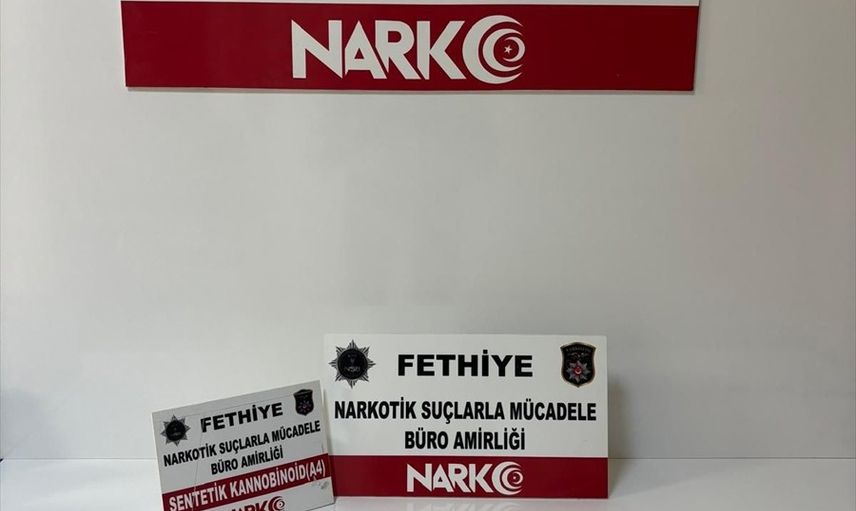 NARKO
FETHİYE
NARKOTİK SUÇLARLA MÜCADELE
BÜRO AMİRLİĞİ
SENTETİK KANNOBİNOİD(A4)
NARKO
FETHİYE
NARKOTİK SUÇLARLA MÜCADELE
BÜRO AMİRLİĞİ
NARKO